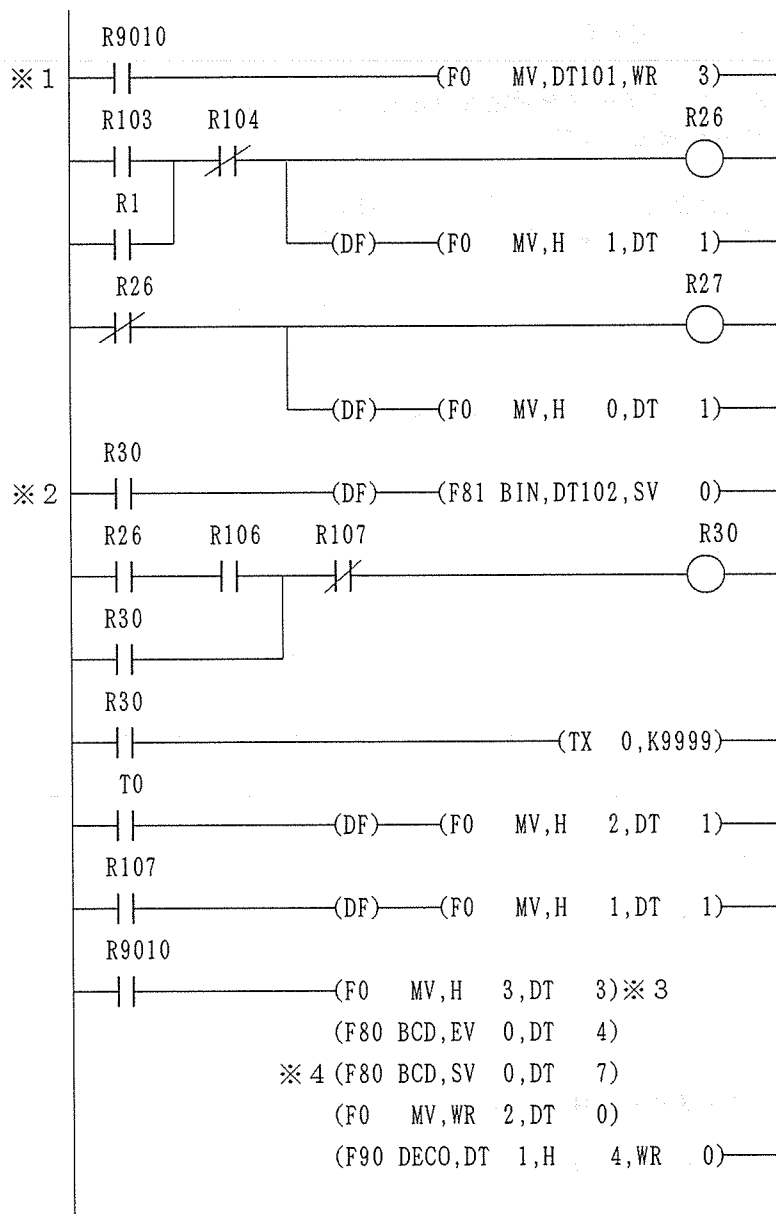 R9010
※1 (F0 MV,DT101,WR 3)
R103 R104 R26
R1
(DF) (F0 MV,H 1,DT 1)
R26 R27
(DF) (F0 MV,H 0,DT 1)
R30
※2 (DF) (F81 BIN,DT102,SV 0)
R26 R106 R107 R30
R30
R30
(TX 0,K9999)
T0
(DF) (F0 MV,H 2,DT 1)
R107
(DF) (F0 MV,H 1,DT 1)
R9010
(F0 MV,H 3,DT 3)※3
(F80 BCD,EV 0,DT 4)
※4 (F80 BCD,SV 0,DT 7)
(F0 MV,WR 2,DT 0)
(F90 DECO,DT 1,H 4,WR 0)